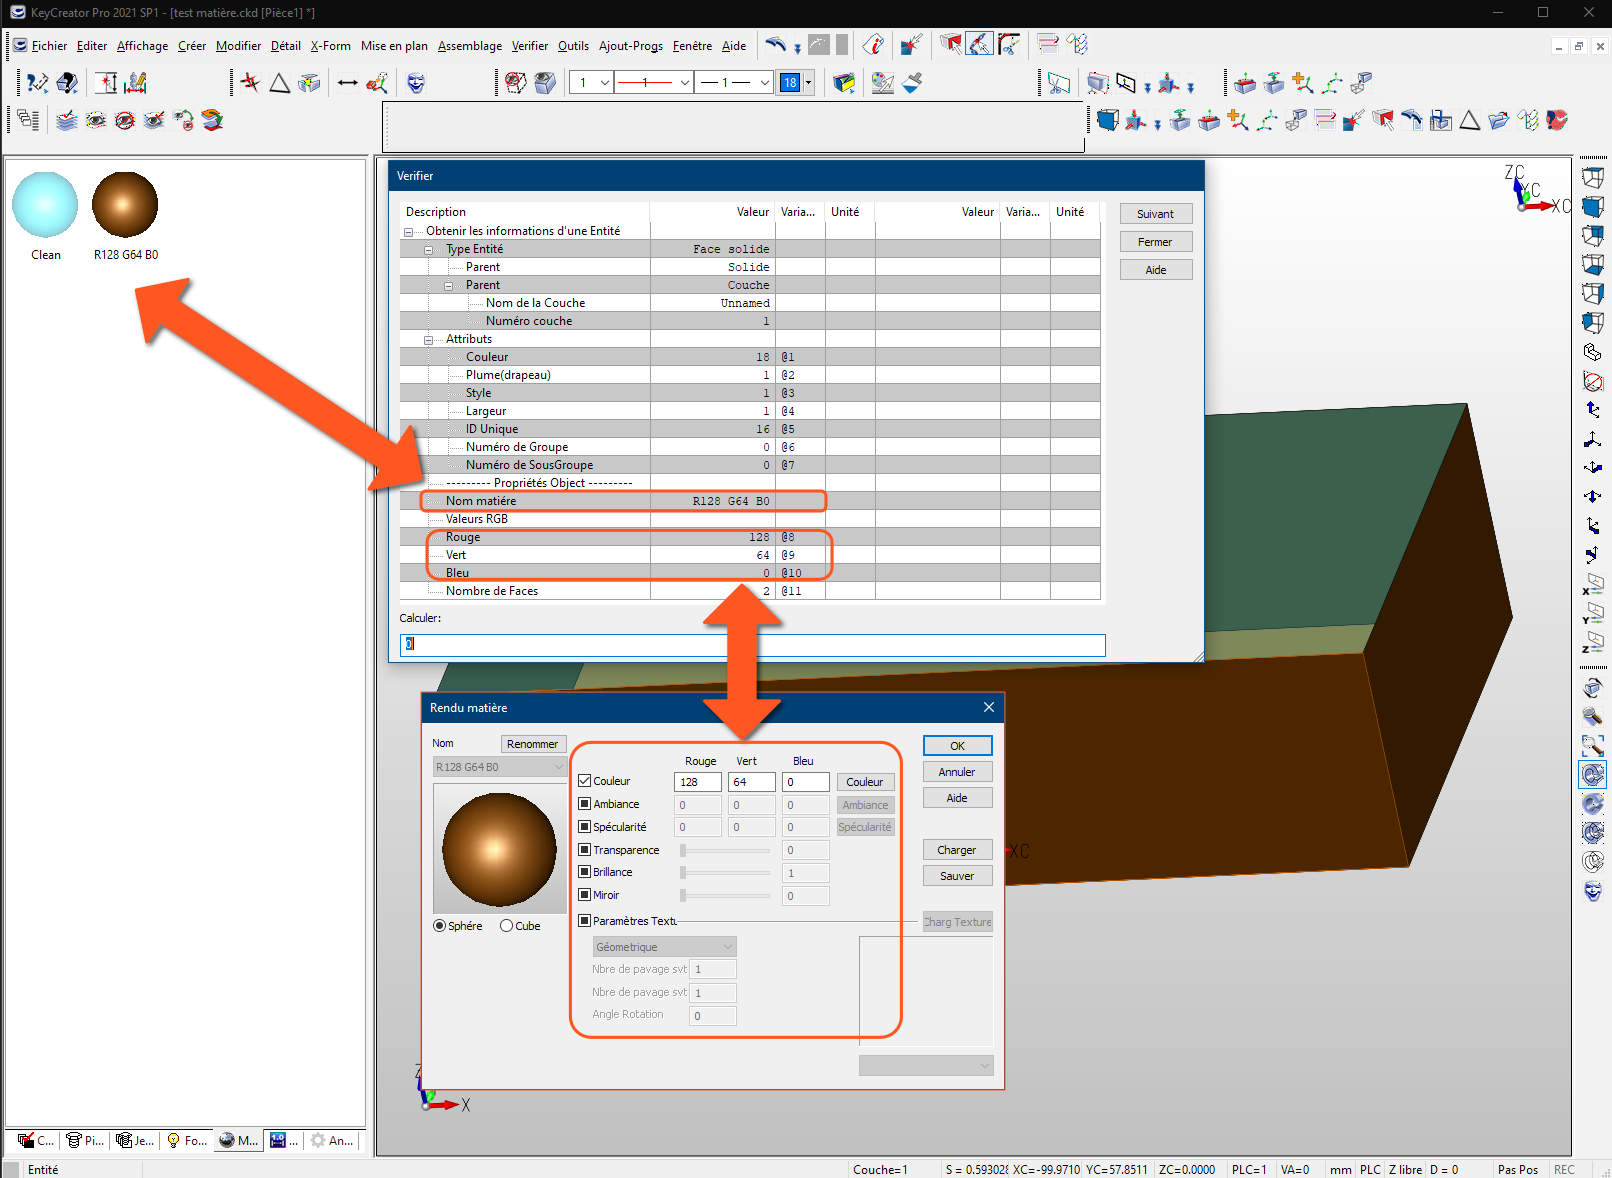 KeyCreator Pro 2021 SP1 - [test matière.ckd [Pièce1] *]
Fichier Editer Affichage Créer Modifier Détail X-Form Mise en plan Assemblage Verifier Outils Ajout-Progs Fenêtre Aide
1 1 1 18
Clean
R128 G64 B0
Verifier
Description Valeur Varia... Unité Valeur Varia... Unité
Obtenir les informations d'une Entité
Type Entité Face solide
Parent Solide
Parent Couche
Nom de la Couche Unnamed
Numéro couche 1
Attributs
Couleur 18 @1
Plume(drapeau) 1 @2
Style 1 @3
Largeur 1 @4
ID Unique 16 @5
Numéro de Groupe 0 @6
Numéro de SousGroupe 0 @7
--------- Propriétés Object ---------
Nom matiére R128 G64 B0
Valeurs RGB
Rouge 128 @8
Vert 64 @9
Bleu 0 @10
Nombre de Faces 2 @11
Calculer:
0
Suivant
Fermer
Aide
ZC
YC
XC
X
Y
Z
XC
Rendu matière
Nom
Renommer
R128 G64 B0
Sphére Cube
Rouge Vert Bleu
Couleur 128 64 0 Couleur
Ambiance 0 0 0 Ambiance
Spécularité 0 0 0 Spécularité
Transparence 0
Brillance 1
Miroir 0
Paramètres Textu
Charg Texture
Géometrique
Nbre de pavage svt 1
Nbre de pavage svt 1
Angle Rotation 0
OK
Annuler
Aide
Charger
Sauver
Z
X
C... Pi... Je... Fo... M... 1.0 ... An...
Entité Couche=1 S = 0.593028 XC=-99.9710 YC=57.8511 ZC=0.0000 PLC=1 VA=0 mm PLC Z libre D = 0 Pas Pos REC